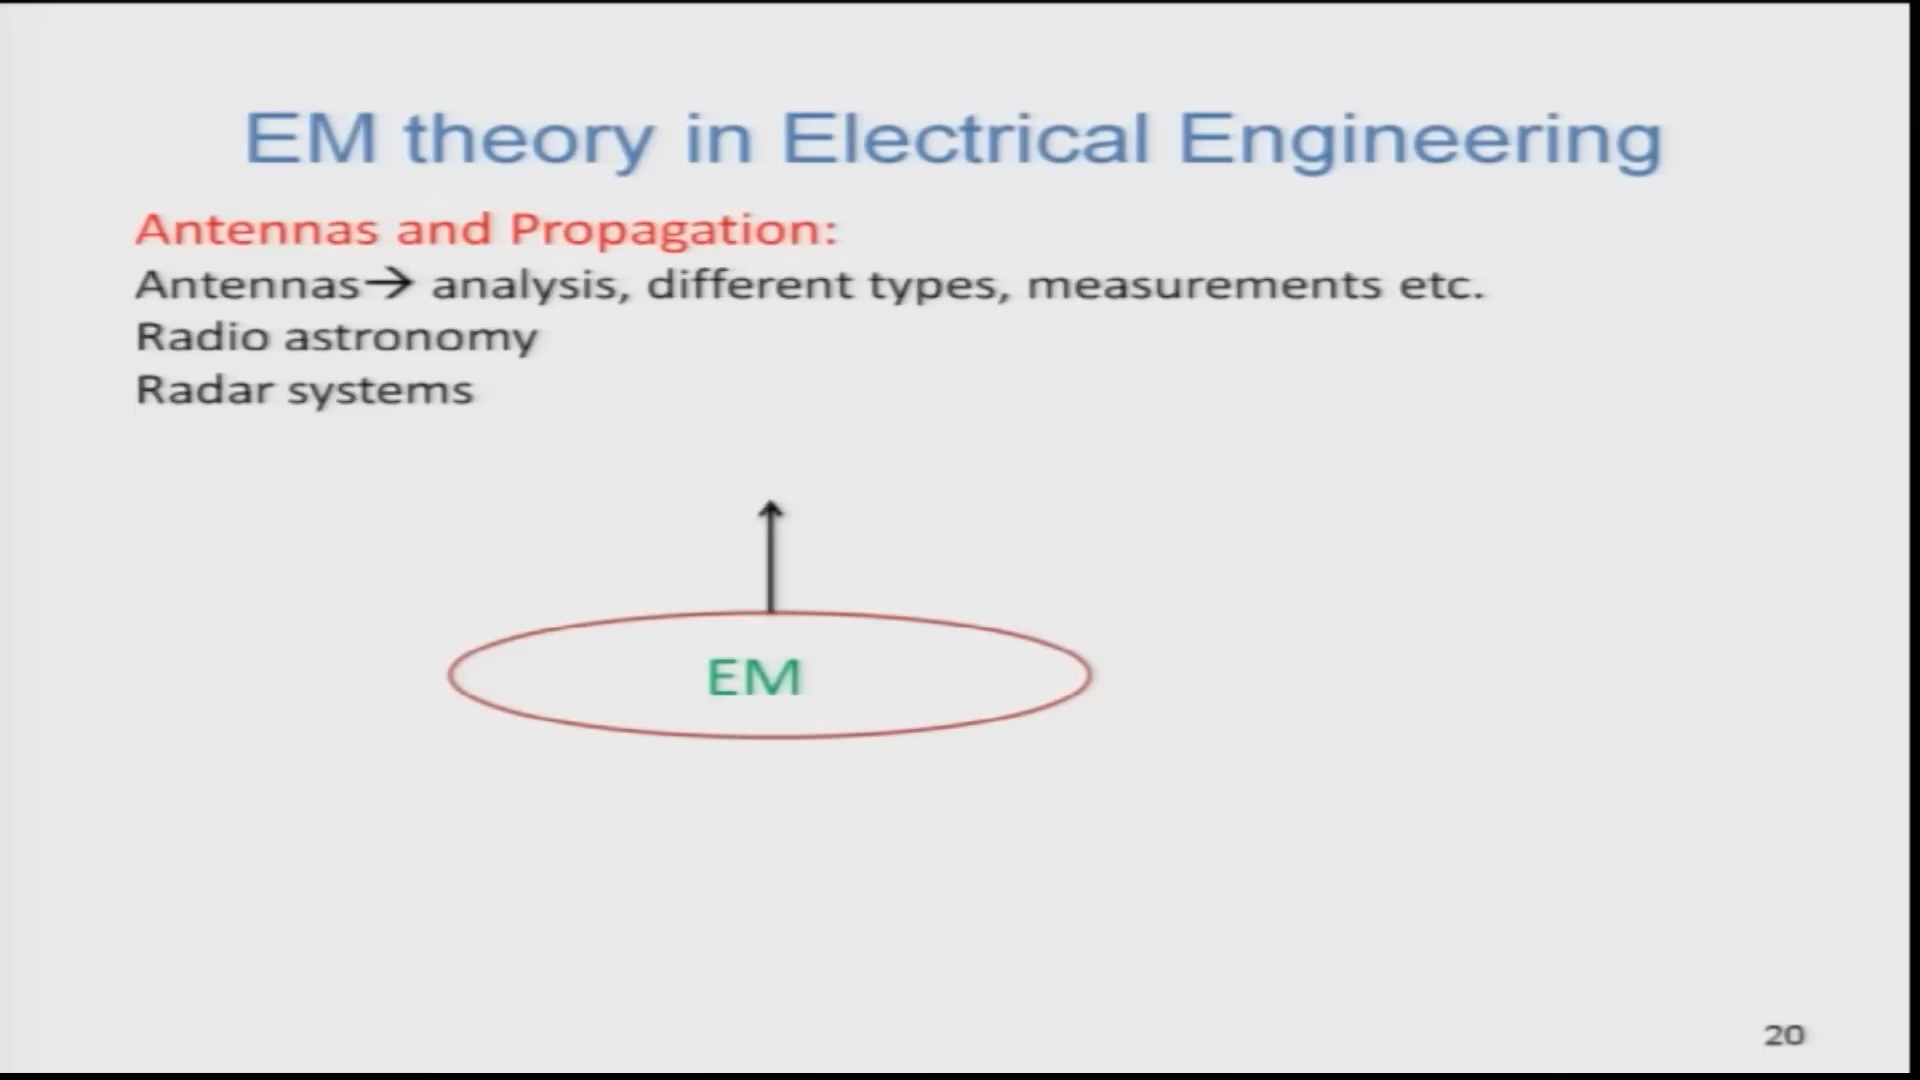 EM theory in Electrical Engineering
Antennas and Propagation:
Antennas→ analysis, different types, measurements etc.
Radio astronomy
Radar systems
EM
20